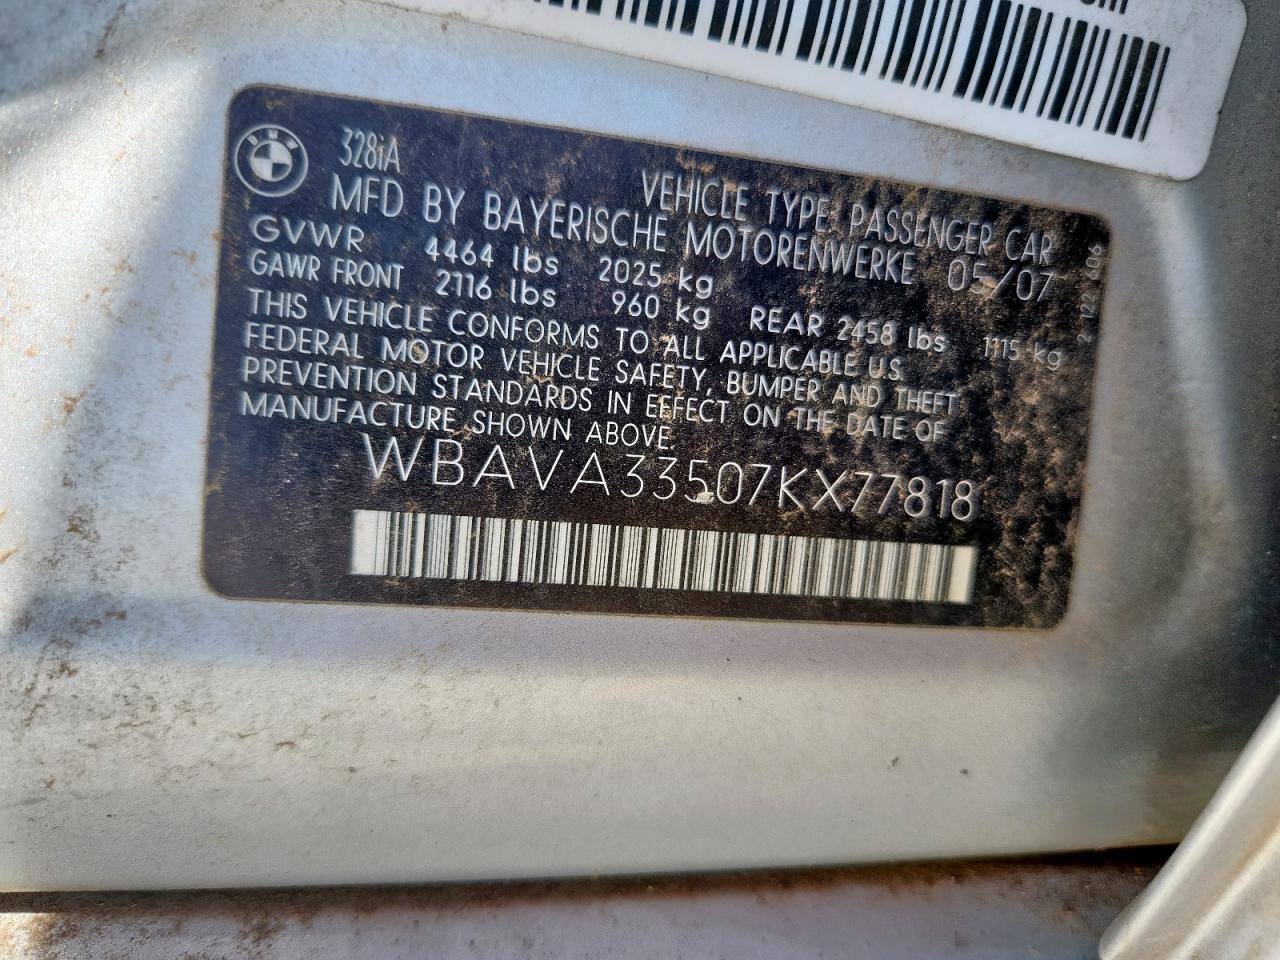 BMW
328iA
VEHICLE TYPE PASSENGER CAR
MFD BY BAYERISCHE MOTORENWERKE 05/07
GVWR 4464 lbs 2025 kg
GAWR FRONT 2116 lbs 960 kg REAR 2458 lbs 1115 kg
THIS VEHICLE CONFORMS TO ALL APPLICABLE U.S.
FEDERAL MOTOR VEHICLE SAFETY, BUMPER AND THEFT
PREVENTION STANDARDS IN EFFECT ON THE DATE OF
MANUFACTURE SHOWN ABOVE.
WBAVA33507KX77818